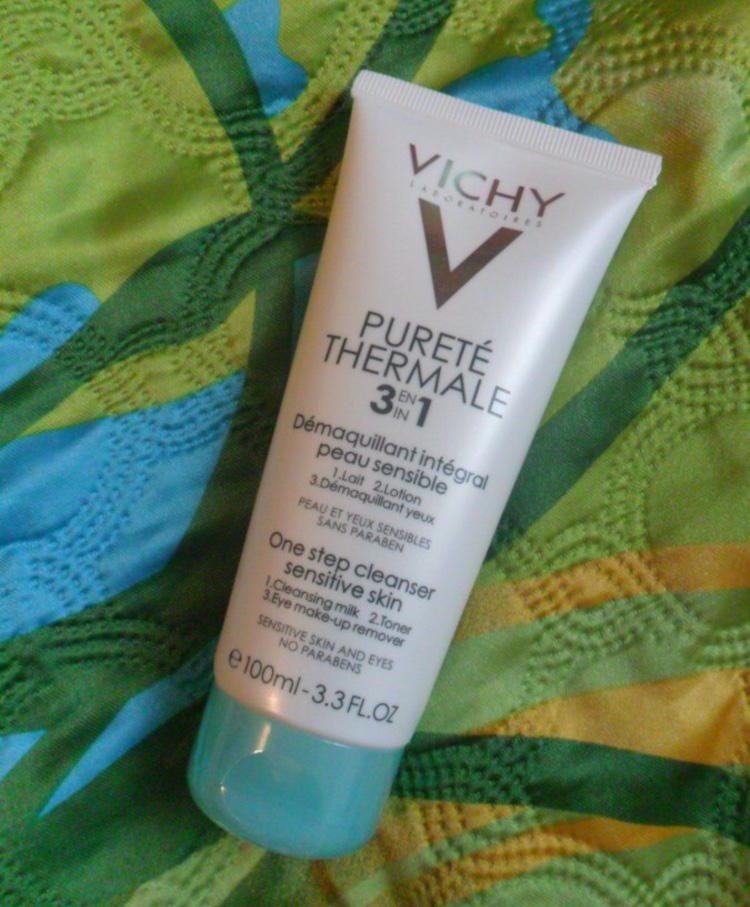 VICHY
LABORATOIRES
V
PURETÉ
THERMALE
3 EN IN 1
Démaquillant intégral
peau sensible
1.Lait 2.Lotion
3.Démaquillant yeux
PEAU ET YEUX SENSIBLES
SANS PARABEN
One step cleanser
sensitive skin
1.Cleansing milk 2.Toner
3.Eye make-up remover
SENSITIVE SKIN AND EYES
NO PARABENS
e 100ml - 3.3 FL.OZ